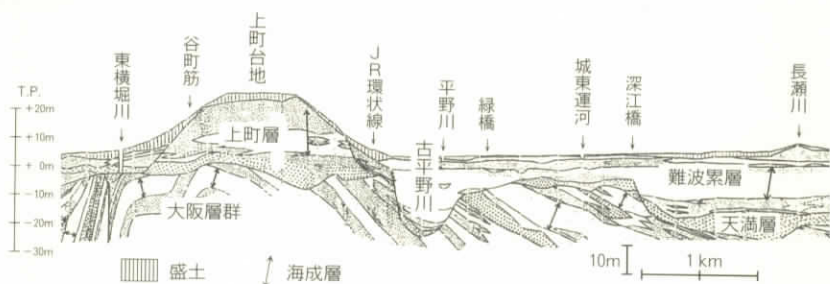 東横堀川
谷町筋
上町台地
JR環状線
平野川
緑橋
城東運河
深江橋
長瀬川
T.P.
+20m
+10m
± 0m
−10m
−20m
−30m
上町層
古平野川
難波累層
大阪層群
天満層
盛土
海成層
10m
1 km